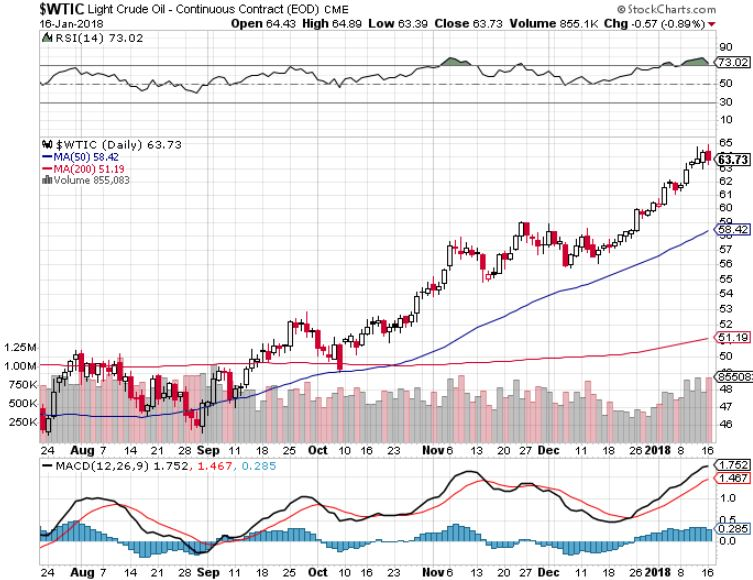 $WTIC Light Crude Oil - Continuous Contract (EOD) CME © StockCharts.com
16-Jan-2018 Open 64.43 High 64.89 Low 63.39 Close 63.73 Volume 855.1K Chg -0.57 (-0.89%)
RSI(14) 73.02
90
73.02
50
30
10
$WTIC (Daily) 63.73
MA(50) 58.42
MA(200) 51.19
Volume 855,083
65
63.73
62
61
60
58.42
57
56
55
54
53
52
51.19
50
48
47
46
1.25M
1.00M
750K
500K
250K
85508
24 Aug 7 14 21 28 Sep 11 18 25 Oct 10 16 23 Nov 6 13 20 27 Dec 11 18 26 2018 8 16
MACD(12,26,9) 1.752, 1.467, 0.285
1.752
1.467
1.0
0.5
0.285
0.0
24 Aug 7 14 21 28 Sep 11 18 25 Oct 10 16 23 Nov 6 13 20 27 Dec 11 18 26 2018 8 16